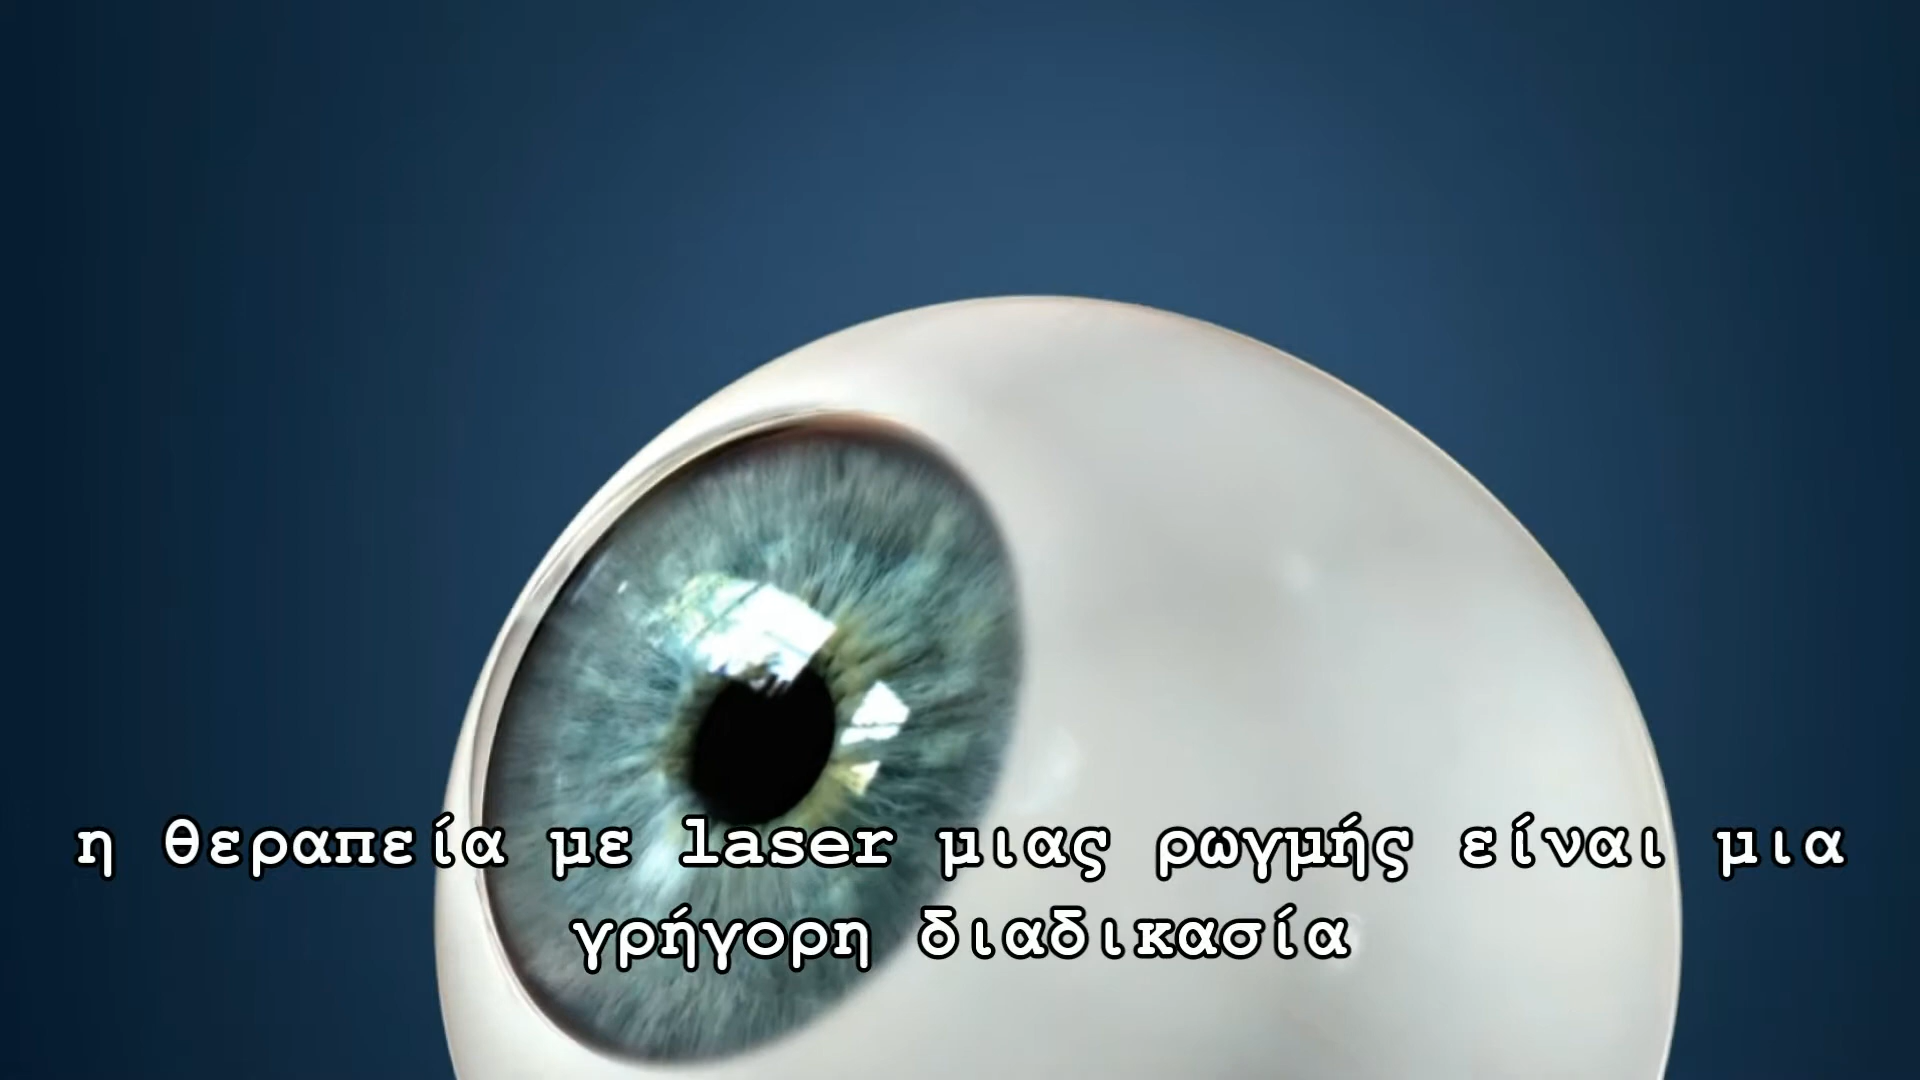 η θεραπεία με laser μιας ρωγμής είναι μια
γρήγορη διαδικασία